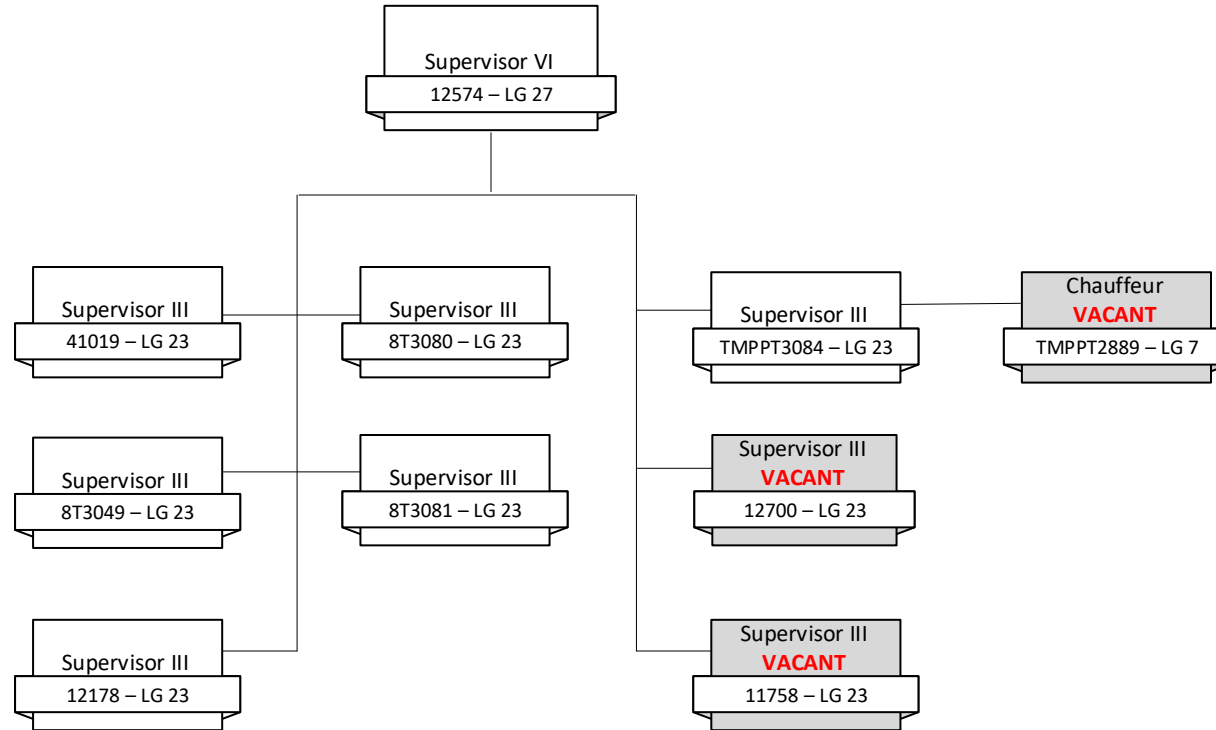 Supervisor VI
12574 – LG 27
Supervisor III
41019 – LG 23
Supervisor III
8T3080 – LG 23
Supervisor III
TMPPT3084 – LG 23
Chauffeur
VACANT
TMPPT2889 – LG 7
Supervisor III
8T3049 – LG 23
Supervisor III
8T3081 – LG 23
Supervisor III
VACANT
12700 – LG 23
Supervisor III
12178 – LG 23
Supervisor III
VACANT
11758 – LG 23